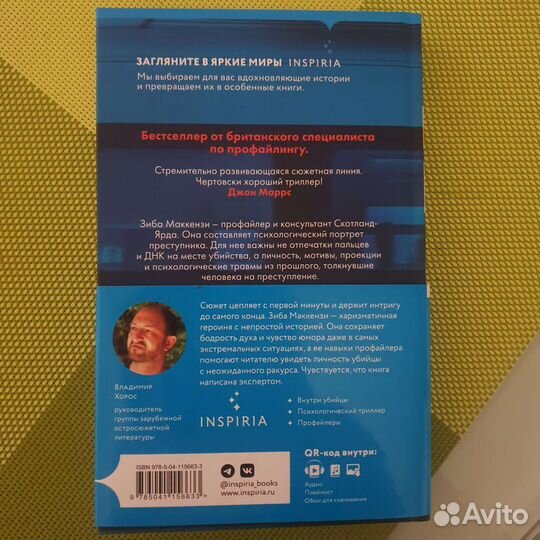 ЗАГЛЯНИТЕ В ЯРКИЕ МИРЫ INSPIRIA
Мы выбираем для вас вдохновляющие истории
и превращаем их в особенные книги.
Бестселлер от британского специалиста
по профайлингу.
Стремительно развивающаяся сюжетная линия.
Чертовски хороший триллер!
Джон Маррс
Зиба Маккензи – профайлер и консультант Скотланд-
Ярда. Она составляет психологический портрет
преступника. Для нее важны не отпечатки пальцев
и ДНК на месте убийства, а личность, мотивы, проекции
и психологические травмы из прошлого, толкнувшие
человека на преступление.
Сюжет цепляет с первой минуты и держит интригу
до самого конца. Зиба Маккензи – харизматичная
героиня с непростой историей. Она сохраняет
бодрость духа и чувство юмора даже в самых
экстремальных ситуациях, а ее навыки профайлера
помогают читателю увидеть личность убийцы
с неожиданного ракурса. Чувствуется, что книга
написана экспертом.
Владимир
Хорос
руководитель
группы зарубежной
остросюжетной
литературы
INSPIRIA
• Внутри убийцы
• Психологический триллер
• Профайлеры
ISBN 978-5-04-115663-3
9 785041 156633 >
@inspiria_books
www.inspiria.ru
QR-код внутри:
Аудио
Плейлист
Обои для скачивания
Avito